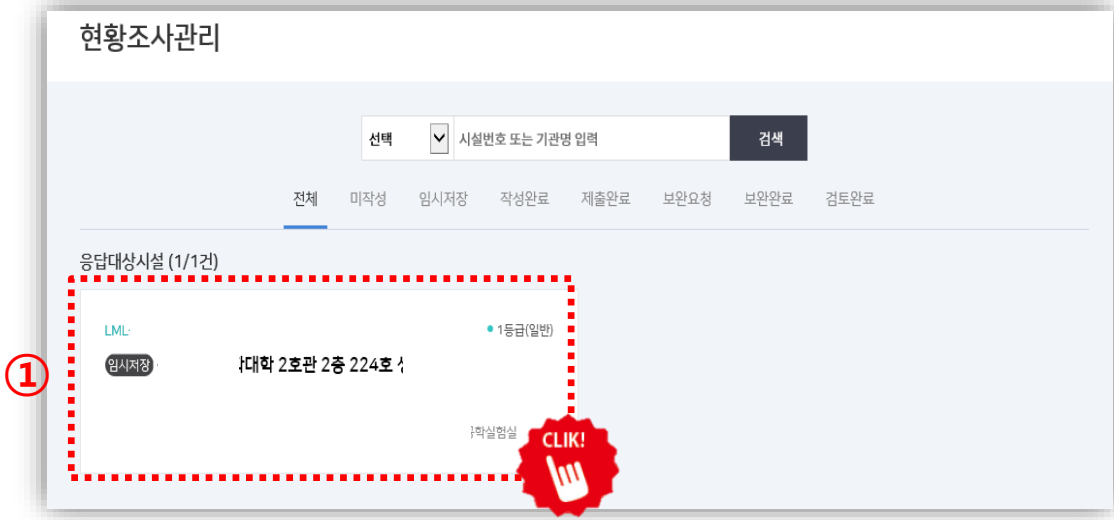 현황조사관리
선택 시설번호 또는 기관명 입력 검색
전체 미작성 임시저장 작성완료 제출완료 보완요청 보완완료 검토완료
응답대상시설 (1/1건)
LML- 1등급(일반)
① 임시저장 대학 2호관 2층 224호
학실험실
CLIK!